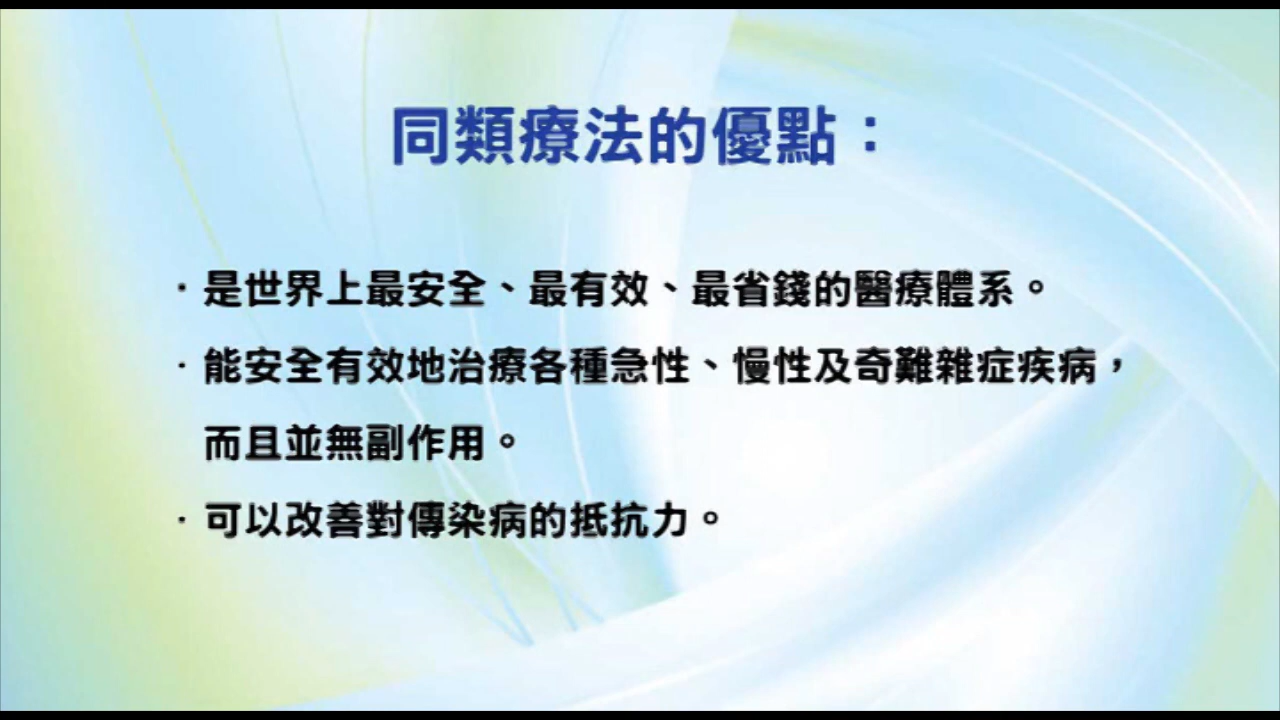 同類療法的優點：
·是世界上最安全、最有效、最省錢的醫療體系。
·能安全有效地治療各種急性、慢性及奇難雜症疾病，
而且並無副作用。
·可以改善對傳染病的抵抗力。